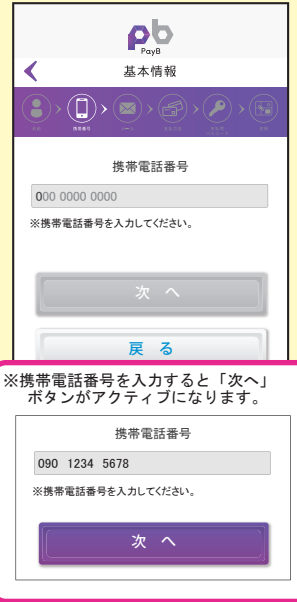 pb
PayB
基本情報
携帯番号
携帯電話番号
000 0000 0000
※携帯電話番号を入力してください。
次 へ
戻 る
※携帯電話番号を入力すると「次へ」
ボタンがアクティブになります。
携帯電話番号
090 1234 5678
※携帯電話番号を入力してください。
次 へ